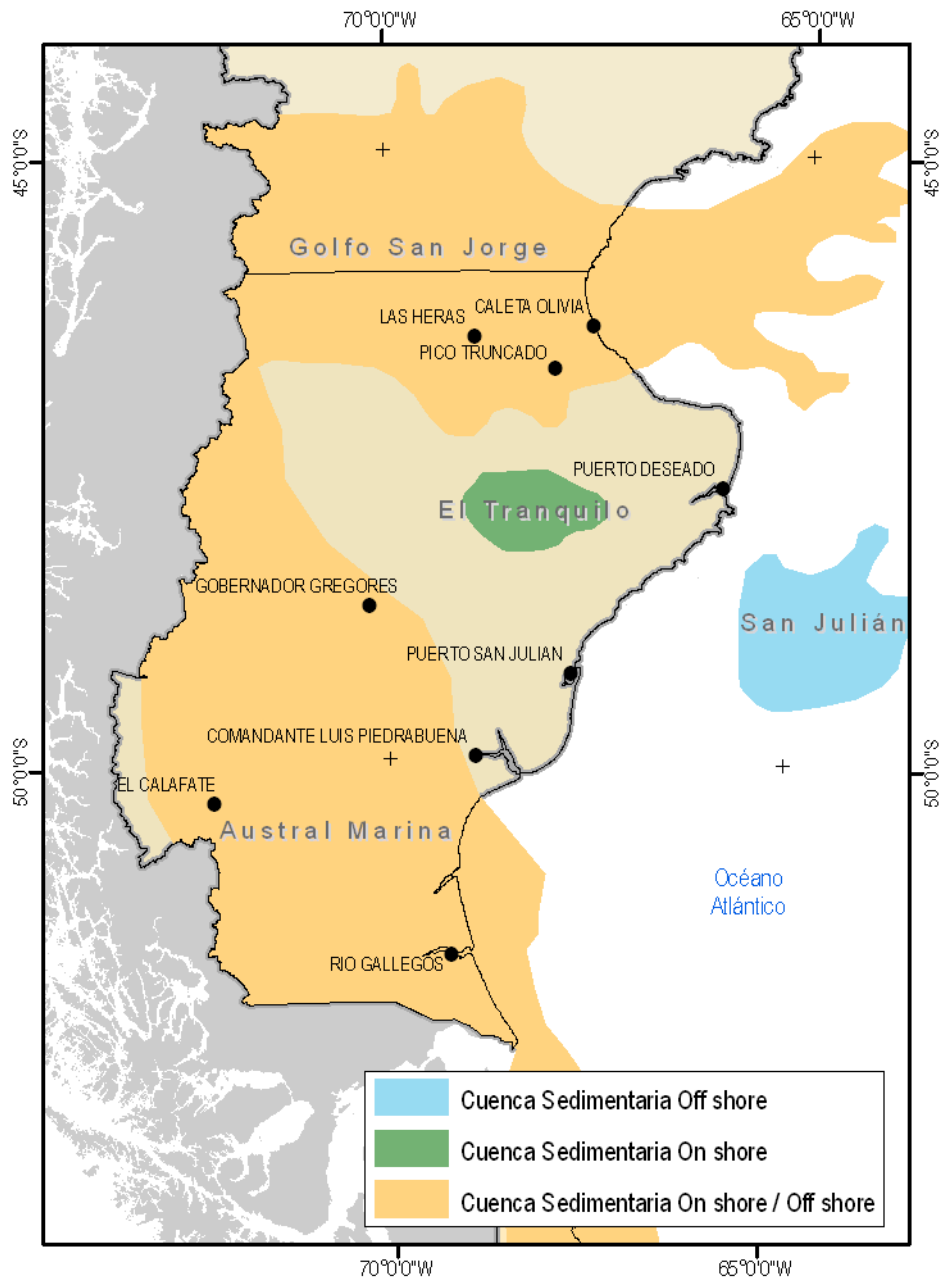 70°0'0"W
65°0'0"W
45°0'0"S
45°0'0"S
Golfo San Jorge
CALETA OLIVIA
LAS HERAS
PICO TRUNCADO
PUERTO DESEADO
El Tranquilo
GOBERNADOR GREGORES
San Julián
PUERTO SAN JULIAN
COMANDANTE LUIS PIEDRABUENA
50°0'0"S
50°0'0"S
EL CALAFATE
Austral Marina
Océano
Atlántico
RIO GALLEGOS
Cuenca Sedimentaria Off shore
Cuenca Sedimentaria On shore
Cuenca Sedimentaria On shore / Off shore
70°0'0"W
65°0'0"W